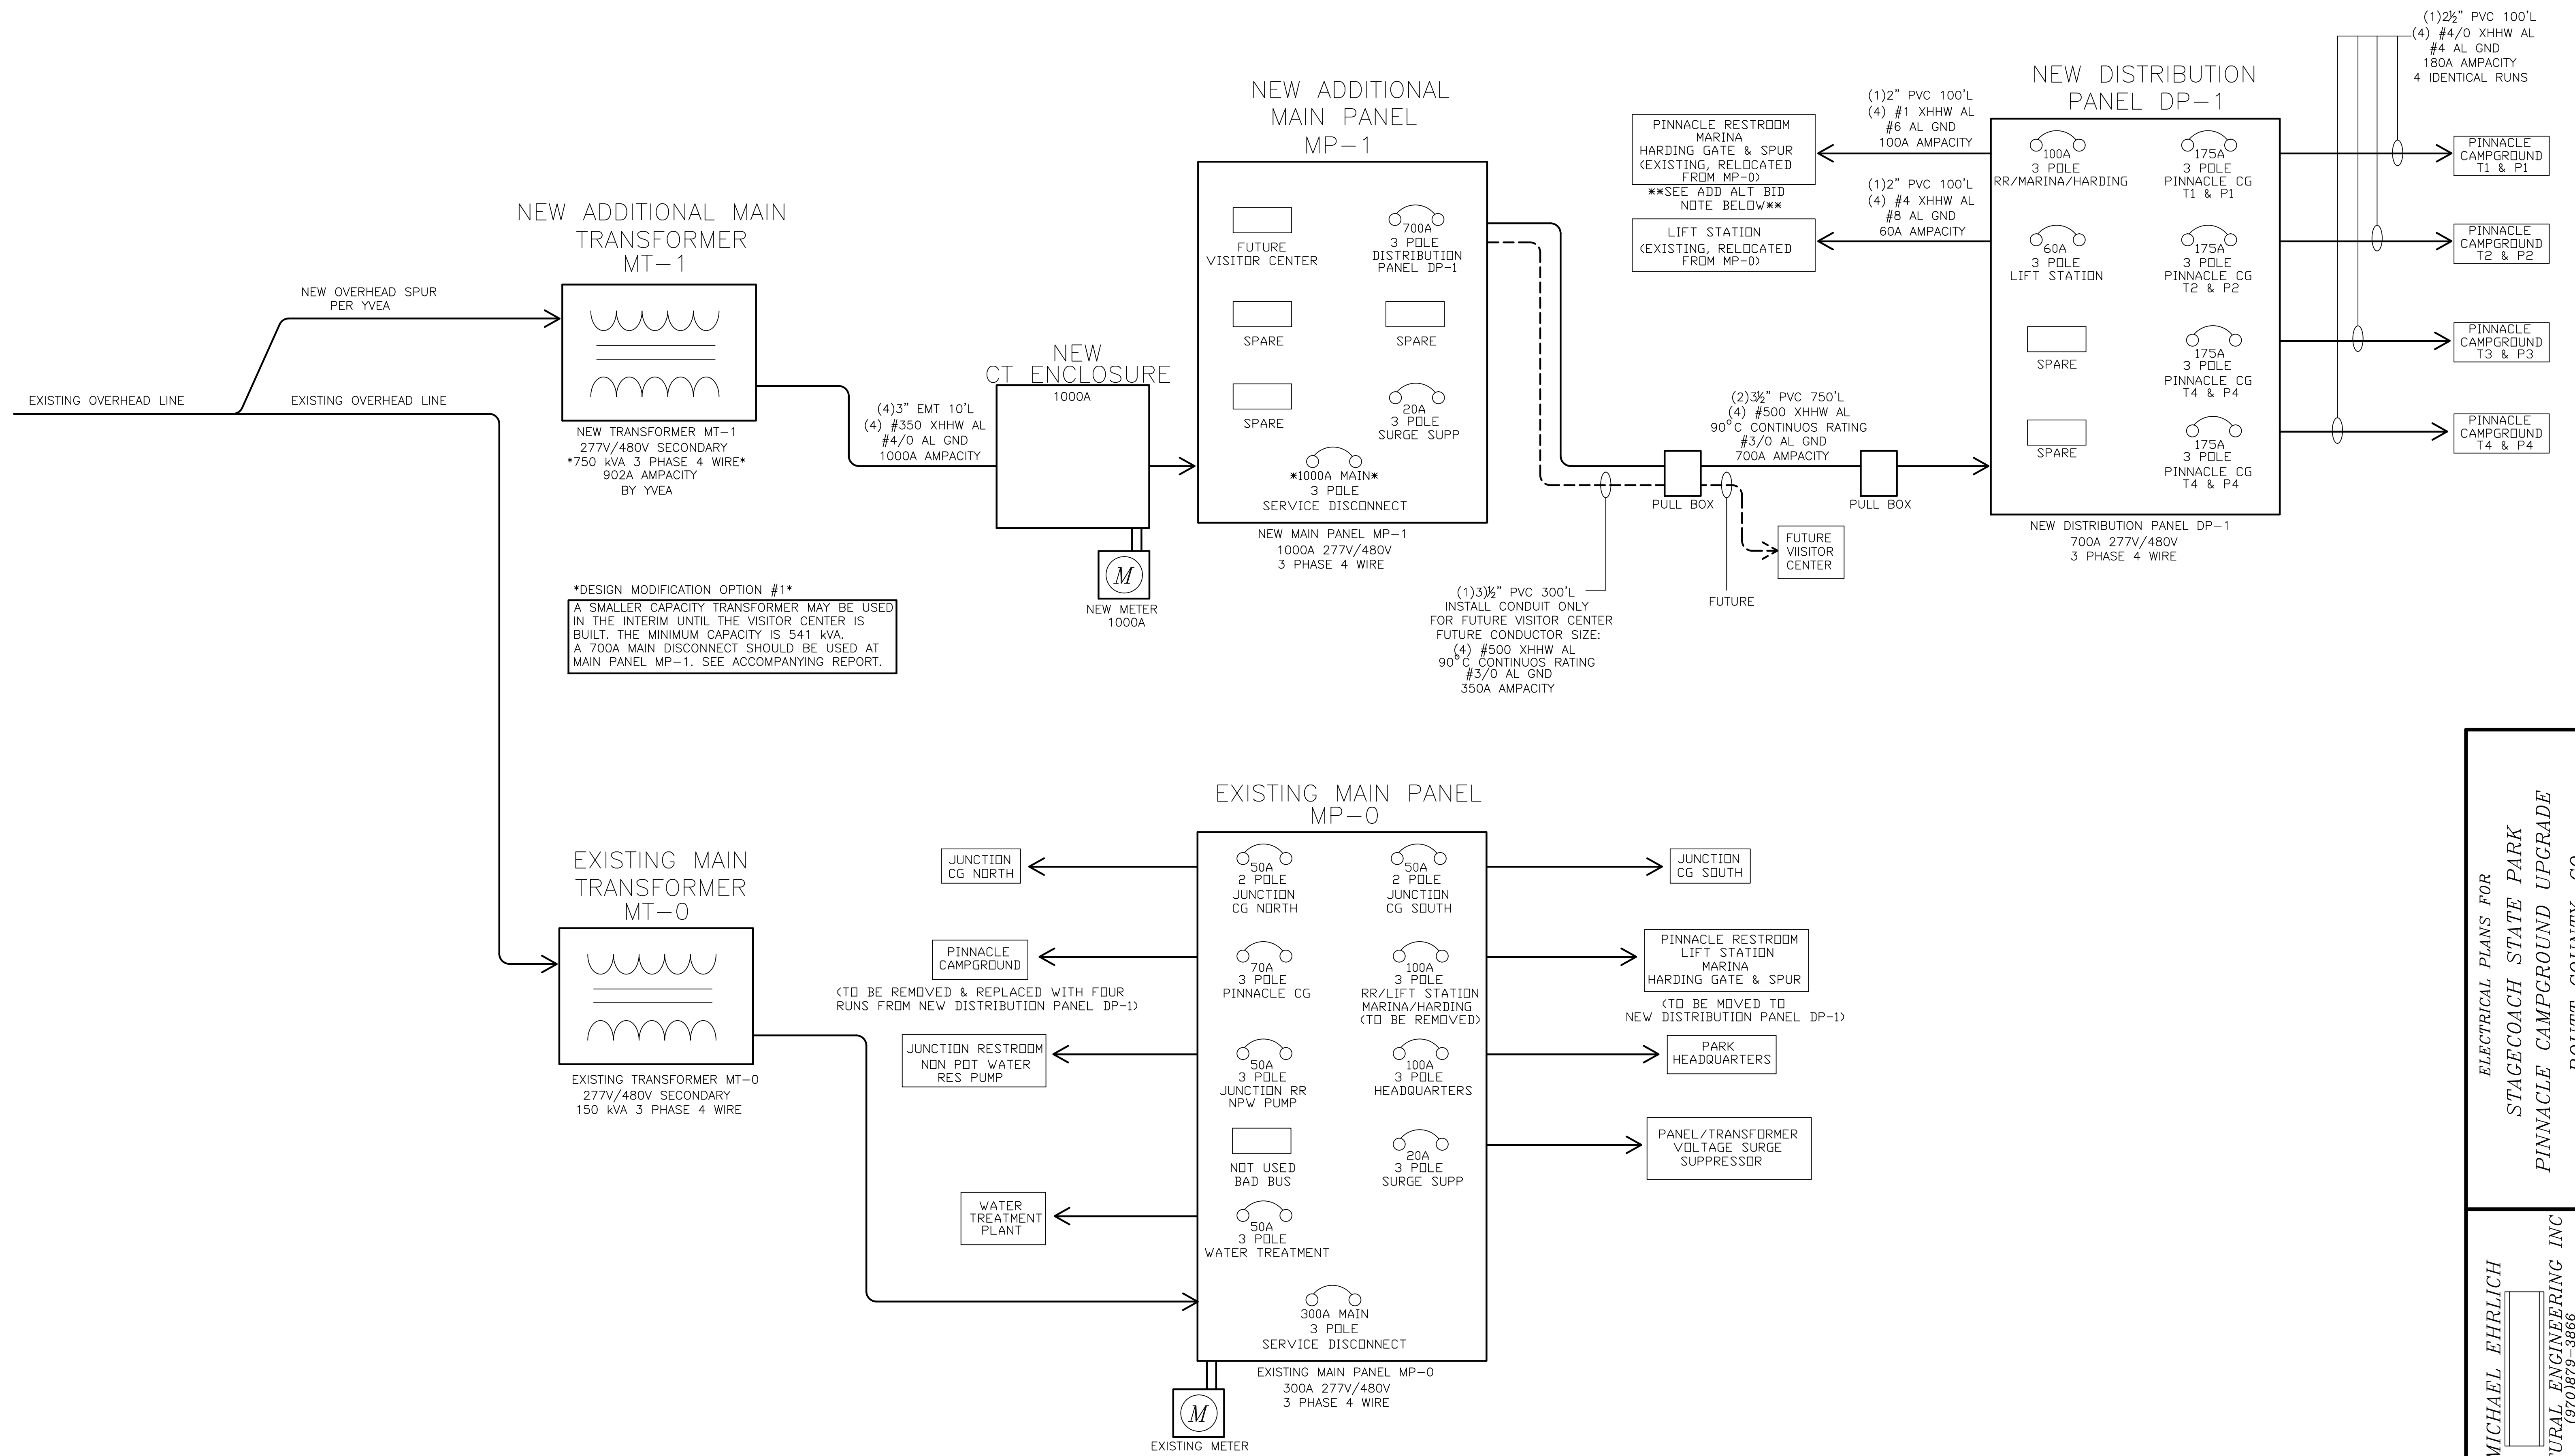 (1)2½" PVC 100'L
(4) #4/0 XHHW AL
#4 AL GND
180A AMPACITY
4 IDENTICAL RUNS
NEW DISTRIBUTION
PANEL DP-1
100A
3 POLE
RR/MARINA/HARDING
175A
3 POLE
PINNACLE CG
T1 & P1
60A
3 POLE
LIFT STATION
175A
3 POLE
PINNACLE CG
T2 & P2
SPARE
175A
3 POLE
PINNACLE CG
T4 & P4
SPARE
175A
3 POLE
PINNACLE CG
T4 & P4
NEW DISTRIBUTION PANEL DP-1
700A 277V/480V
3 PHASE 4 WIRE
PINNACLE
CAMPGROUND
T1 & P1
PINNACLE
CAMPGROUND
T2 & P2
PINNACLE
CAMPGROUND
T3 & P3
PINNACLE
CAMPGROUND
T4 & P4
(1)2" PVC 100'L
(4) #1 XHHW AL
#6 AL GND
100A AMPACITY
(1)2" PVC 100'L
(4) #4 XHHW AL
#8 AL GND
60A AMPACITY
PINNACLE RESTROOM
MARINA
HARDING GATE & SPUR
(EXISTING, RELOCATED
FROM MP-0)
**SEE ADD ALT BID
NOTE BELOW**
LIFT STATION
(EXISTING, RELOCATED
FROM MP-0)
NEW ADDITIONAL
MAIN PANEL
MP-1
FUTURE
VISITOR CENTER
700A
3 POLE
DISTRIBUTION
PANEL DP-1
SPARE
SPARE
SPARE
20A
3 POLE
SURGE SUPP
*1000A MAIN*
3 POLE
SERVICE DISCONNECT
NEW MAIN PANEL MP-1
1000A 277V/480V
3 PHASE 4 WIRE
(2)3½" PVC 750'L
(4) #500 XHHW AL
90°C CONTINUOS RATING
#3/0 AL GND
700A AMPACITY
PULL BOX
PULL BOX
FUTURE
VIISITOR
CENTER
FUTURE
(1)3)½" PVC 300'L
INSTALL CONDUIT ONLY
FOR FUTURE VISITOR CENTER
FUTURE CONDUCTOR SIZE:
(4) #500 XHHW AL
90°C CONTINUOS RATING
#3/0 AL GND
350A AMPACITY
NEW ADDITIONAL MAIN
TRANSFORMER
MT-1
NEW OVERHEAD SPUR
PER YVEA
EXISTING OVERHEAD LINE
EXISTING OVERHEAD LINE
NEW TRANSFORMER MT-1
277V/480V SECONDARY
*750 kVA 3 PHASE 4 WIRE*
902A AMPACITY
BY YVEA
(4)3" EMT 10'L
(4) #350 XHHW AL
#4/0 AL GND
1000A AMPACITY
NEW
CT ENCLOSURE
1000A
M
NEW METER
1000A
*DESIGN MODIFICATION OPTION #1*
A SMALLER CAPACITY TRANSFORMER MAY BE USED
IN THE INTERIM UNTIL THE VISITOR CENTER IS
BUILT. THE MINIMUM CAPACITY IS 541 kVA.
A 700A MAIN DISCONNECT SHOULD BE USED AT
MAIN PANEL MP-1. SEE ACCOMPANYING REPORT.
EXISTING MAIN
TRANSFORMER
MT-0
EXISTING TRANSFORMER MT-0
277V/480V SECONDARY
150 kVA 3 PHASE 4 WIRE
EXISTING MAIN PANEL
MP-0
JUNCTION
CG NORTH
50A
2 POLE
JUNCTION
CG NORTH
50A
2 POLE
JUNCTION
CG SOUTH
JUNCTION
CG SOUTH
PINNACLE
CAMPGROUND
(TO BE REMOVED & REPLACED WITH FOUR
RUNS FROM NEW DISTRIBUTION PANEL DP-1)
70A
3 POLE
PINNACLE CG
100A
3 POLE
RR/LIFT STATION
MARINA/HARDING
(TO BE REMOVED)
PINNACLE RESTROOM
LIFT STATION
MARINA
HARDING GATE & SPUR
(TO BE MOVED TO
NEW DISTRIBUTION PANEL DP-1)
JUNCTION RESTROOM
NON POT WATER
RES PUMP
50A
3 POLE
JUNCTION RR
NPW PUMP
100A
3 POLE
HEADQUARTERS
PARK
HEADQUARTERS
NOT USED
BAD BUS
20A
3 POLE
SURGE SUPP
PANEL/TRANSFORMER
VOLTAGE SURGE
SUPPRESSOR
WATER
TREATMENT
PLANT
50A
3 POLE
WATER TREATMENT
300A MAIN
3 POLE
SERVICE DISCONNECT
EXISTING MAIN PANEL MP-0
300A 277V/480V
3 PHASE 4 WIRE
M
EXISTING METER
ELECTRICAL PLANS FOR
STAGECOACH STATE PARK
PINNACLE CAMPGROUND UPGRADE
MICHAEL EHRLICH
ENGINEERING INC
(970)879-3866